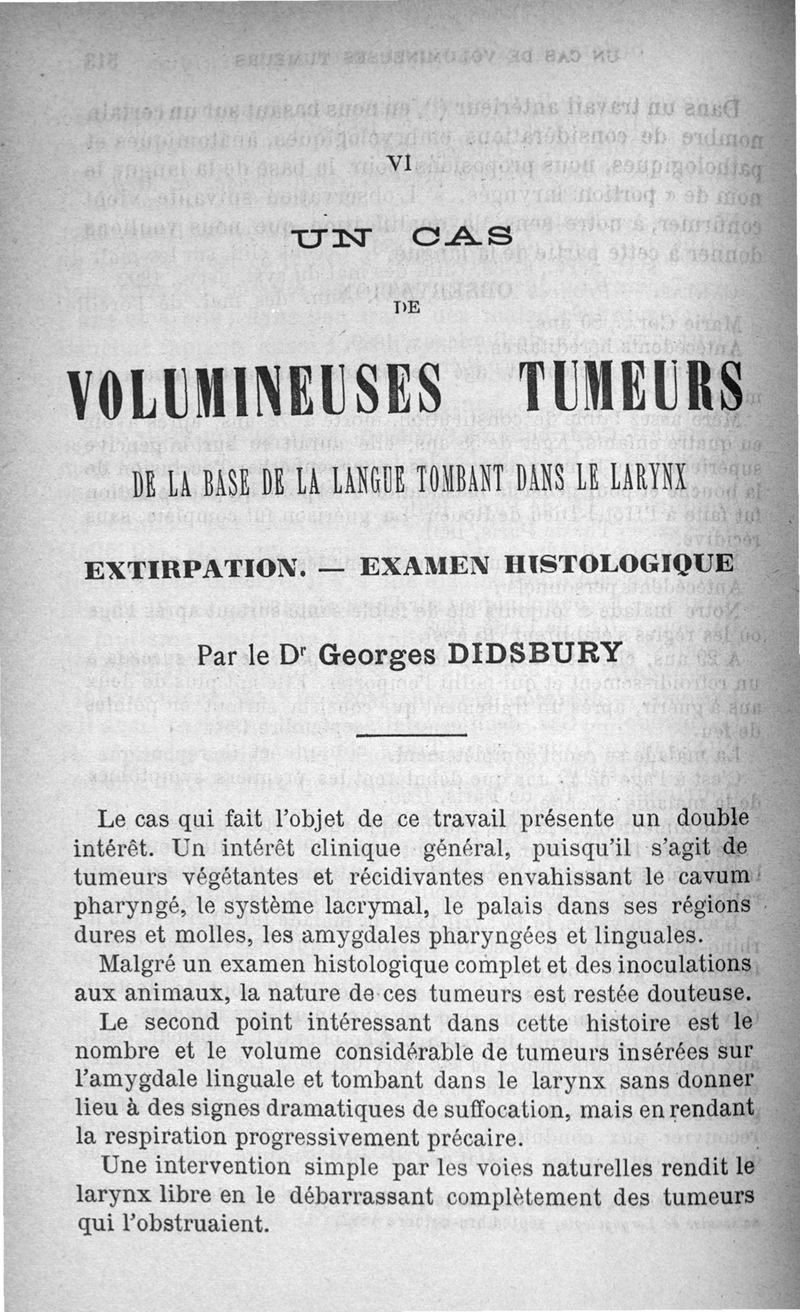 VI
UN CAS
DE
VOLUMINEUSES TUMEURS
DE LA BASE DE LA LANGUE TOMBANT DANS LE LARYNX
EXTIRPATION. — EXAMEN HISTOLOGIQUE
Par le Dr Georges DIDSBURY
Le cas qui fait l'objet de ce travail présente un double
intérêt. Un intérêt clinique général, puisqu'il s'agit de
tumeurs végétantes et récidivantes envahissant le cavum
pharyngé, le système lacrymal, le palais dans ses régions
dures et molles, les amygdales pharyngées et linguales.
Malgré un examen histologique complet et des inoculations
aux animaux, la nature de ces tumeurs est restée douteuse.
Le second point intéressant dans cette histoire est le
nombre et le volume considérable de tumeurs insérées sur
l'amygdale linguale et tombant dans le larynx sans donner
lieu à des signes dramatiques de suffocation, mais en rendant
la respiration progressivement précaire.
Une intervention simple par les voies naturelles rendit le
larynx libre en le débarrassant complètement des tumeurs
qui l'obstruaient.